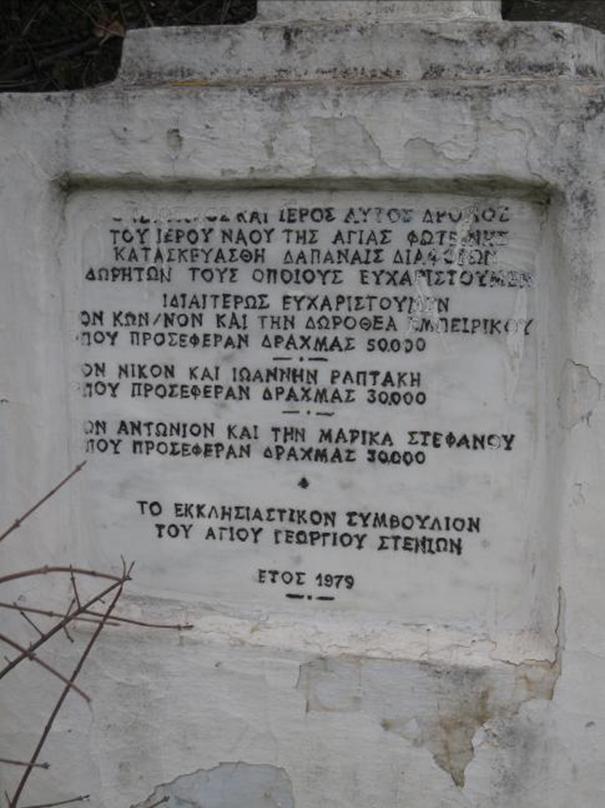 ΚΑΙ ΙΕΡΟΣ ΑΥΤΟΣ ΔΡΟΜΟΣ
ΤΟΥ ΙΕΡΟΥ ΝΑΟΥ ΤΗΣ ΑΓΙΑΣ ΦΩΤΕΙΝΗΣ
ΚΑΤΑΣΚΕΥΑΣΘΗ ΔΑΠΑΝΑΙΣ ΔΙΑΦΟΡΩΝ
ΔΩΡΗΤΩΝ ΤΟΥΣ ΟΠΟΙΟΥΣ ΕΥΧΑΡΙΣΤΟΥΜΕΝ
ΙΔΙΑΙΤΕΡΩΣ ΕΥΧΑΡΙΣΤΟΥΜΕΝ
ΟΝ ΚΩΝ/ΝΟΝ ΚΑΙ ΤΗΝ ΔΩΡΟΘΕΑ ΕΜΠΕΙΡΙΚΟΥ
ΠΟΥ ΠΡΟΣΕΦΕΡΑΝ ΔΡΑΧΜΑΣ 50.000
ΟΝ ΝΙΚΟΝ ΚΑΙ ΙΩΑΝΝΗΝ ΡΑΠΤΑΚΗ
ΠΟΥ ΠΡΟΣΕΦΕΡΑΝ ΔΡΑΧΜΑΣ 30.000
ΟΝ ΑΝΤΩΝΙΟΝ ΚΑΙ ΤΗΝ ΜΑΡΙΚΑ ΣΤΕΦΑΝΟΥ
ΠΟΥ ΠΡΟΣΕΦΕΡΑΝ ΔΡΑΧΜΑΣ 30.000
ΤΟ ΕΚΚΛΗΣΙΑΣΤΙΚΟΝ ΣΥΜΒΟΥΛΙΟΝ
ΤΟΥ ΑΓΙΟΥ ΓΕΩΡΓΙΟΥ ΣΤΕΝΙΩΝ
ΕΤΟΣ 1979